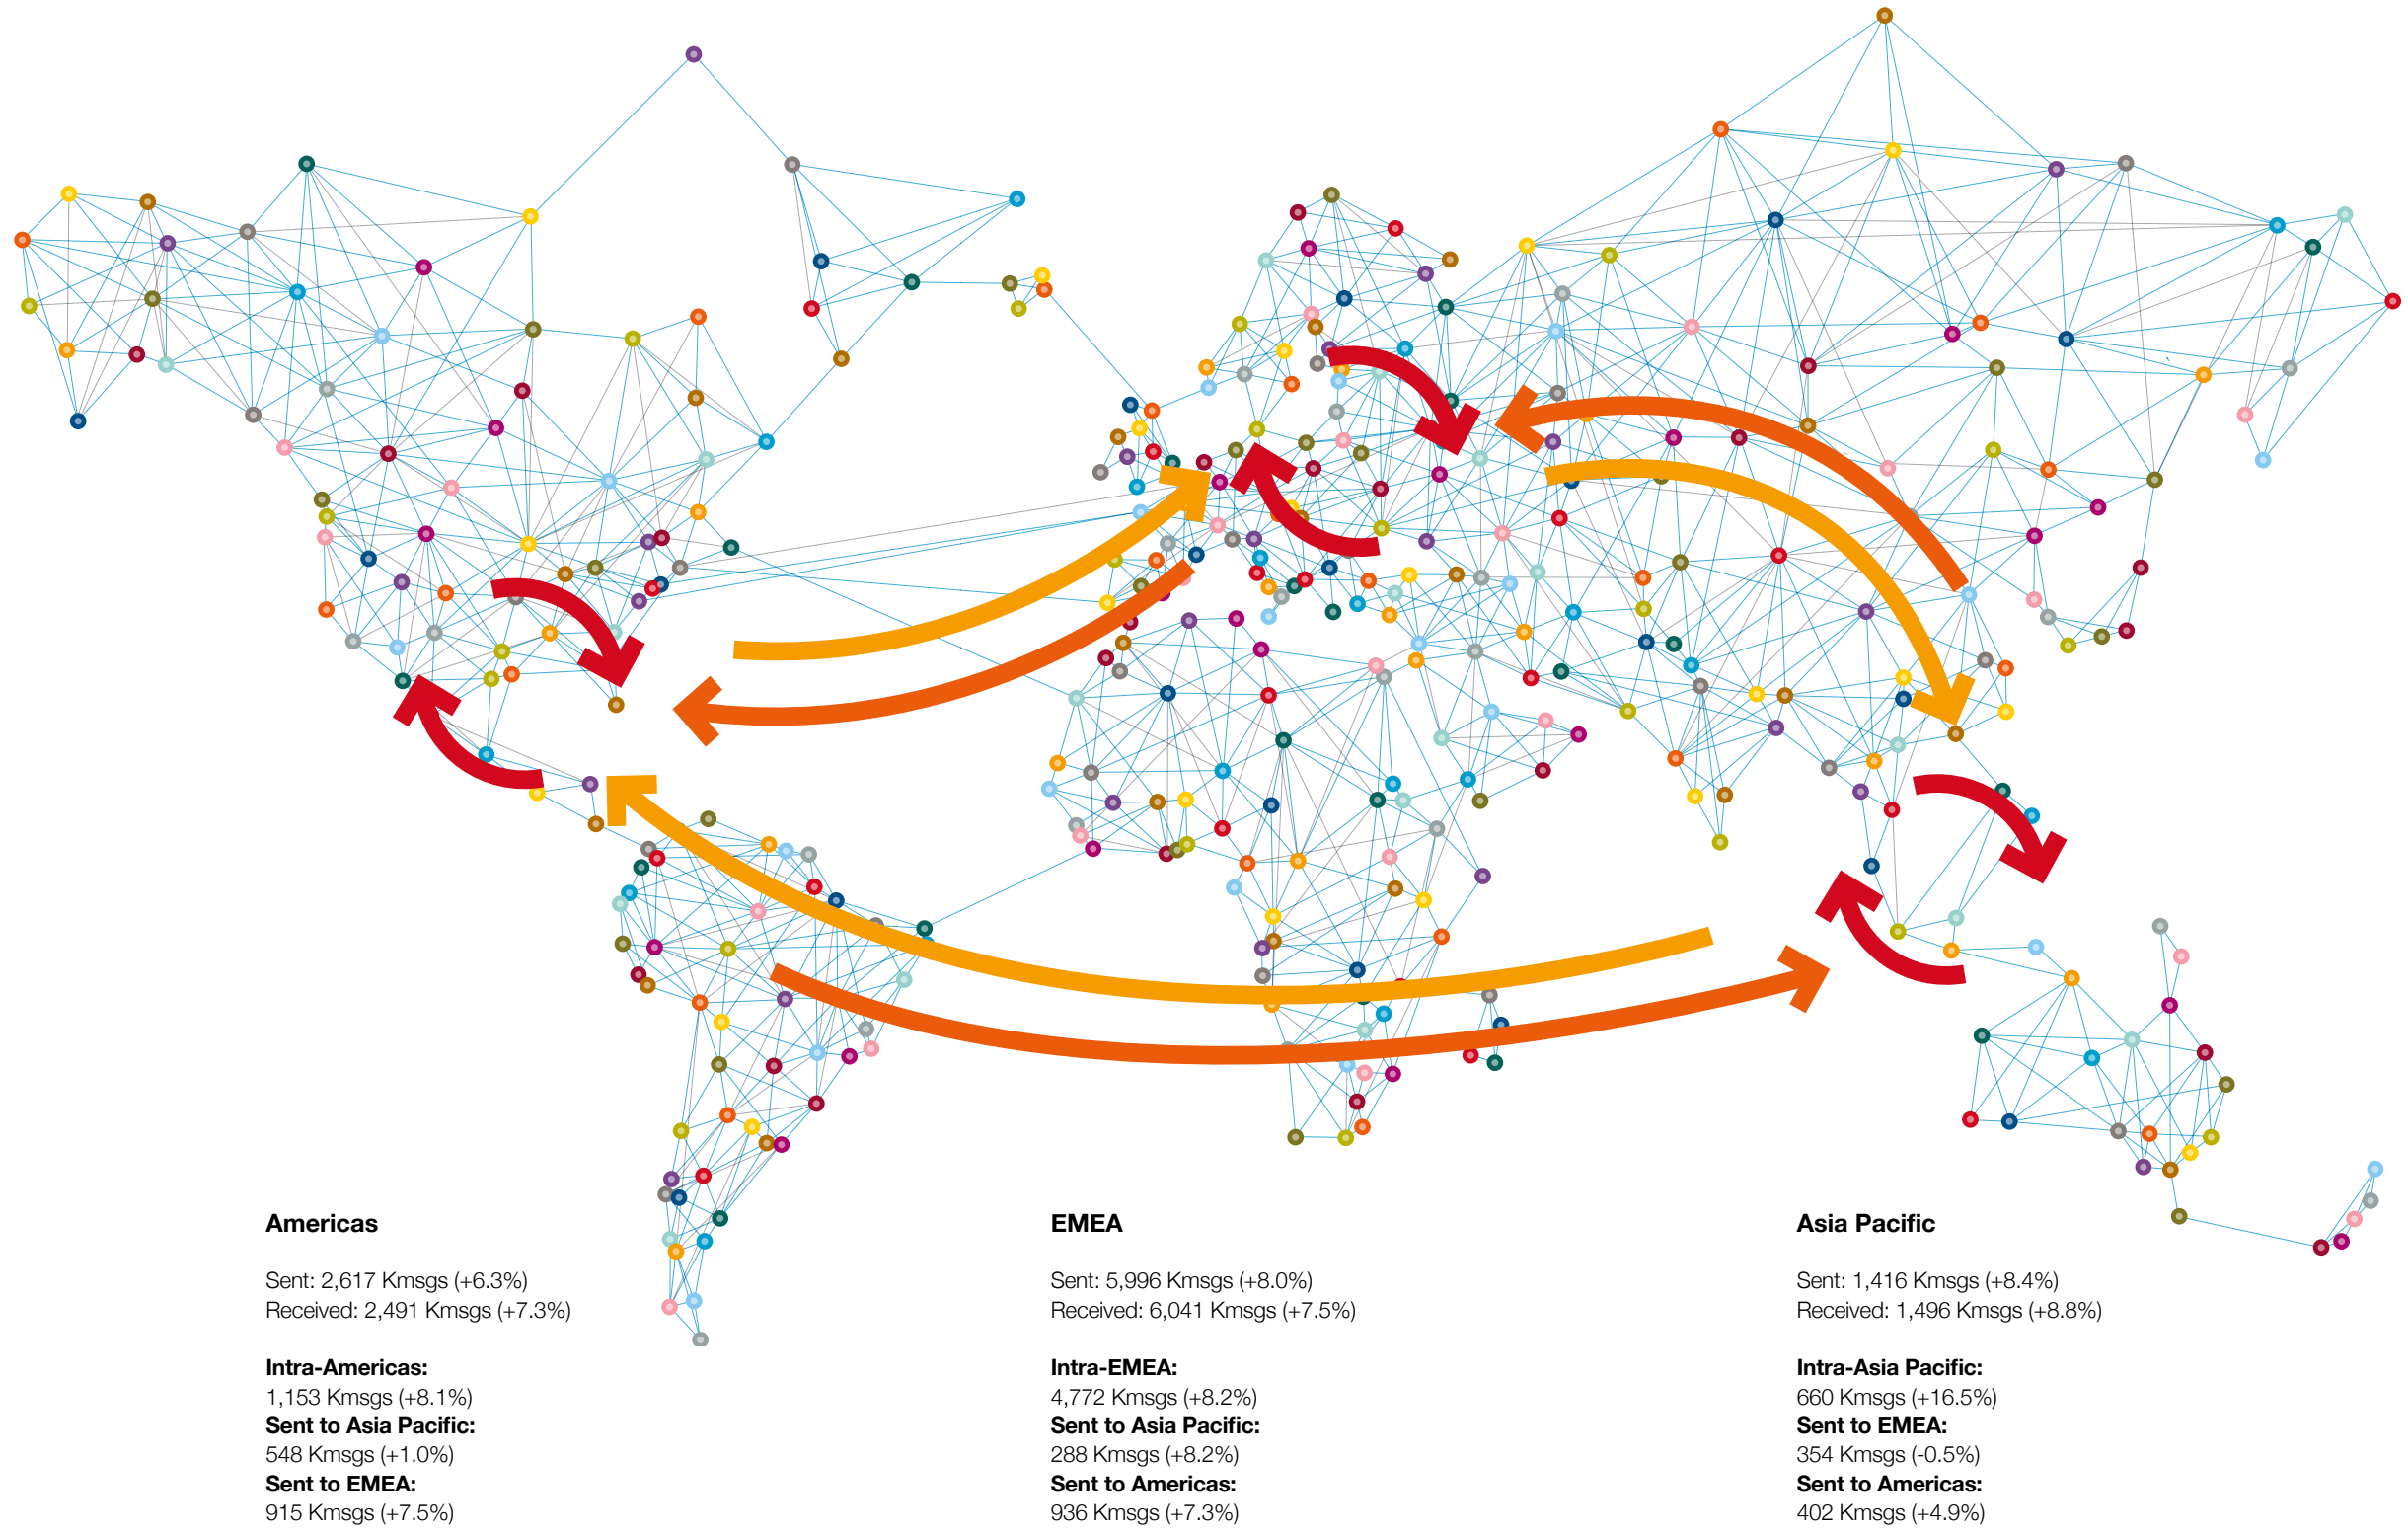 Americas
Sent: 2,617 Kmsgs (+6.3%)
Received: 2,491 Kmsgs (+7.3%)
Intra-Americas:
1,153 Kmsgs (+8.1%)
Sent to Asia Pacific:
548 Kmsgs (+1.0%)
Sent to EMEA:
915 Kmsgs (+7.5%)
EMEA
Sent: 5,996 Kmsgs (+8.0%)
Received: 6,041 Kmsgs (+7.5%)
Intra-EMEA:
4,772 Kmsgs (+8.2%)
Sent to Asia Pacific:
288 Kmsgs (+8.2%)
Sent to Americas:
936 Kmsgs (+7.3%)
Asia Pacific
Sent: 1,416 Kmsgs (+8.4%)
Received: 1,496 Kmsgs (+8.8%)
Intra-Asia Pacific:
660 Kmsgs (+16.5%)
Sent to EMEA:
354 Kmsgs (-0.5%)
Sent to Americas:
402 Kmsgs (+4.9%)